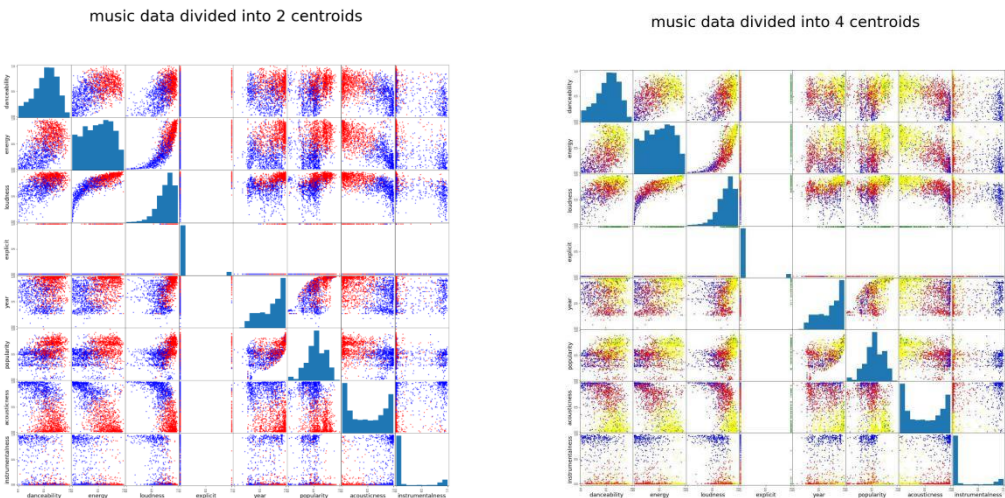 music data divided into 2 centroids
music data divided into 4 centroids
danceability
energy
loudness
explicit
year
popularity
acousticness
instrumentalness
danceability energy loudness explicit year popularity acousticness instrumentalness
danceability
energy
loudness
explicit
year
popularity
acousticness
instrumentalness
danceability energy loudness explicit year popularity acousticness instrumentalness